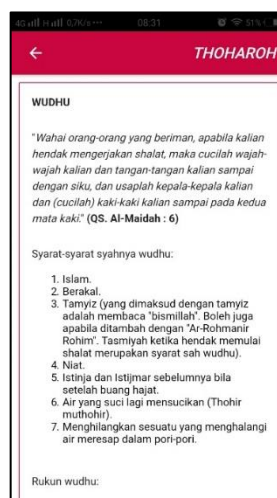 4G H 0,7K/s ••• 08:31 51%
THOHAROH
WUDHU
"Wahai orang-orang yang beriman, apabila kalian
hendak mengerjakan shalat, maka cucilah wajah-
wajah kalian dan tangan-tangan kalian sampai
dengan siku, dan usaplah kepala-kepala kalian
dan (cucilah) kaki-kaki kalian sampai pada kedua
mata kaki." (QS. Al-Maidah : 6)
Syarat-syarat syahnya wudhu:
1. Islam.
2. Berakal.
3. Tamyiz (yang dimaksud dengan tamyiz
adalah membaca "bismillah". Boleh juga
apabila ditambah dengan "Ar-Rohmanir
Rohim". Tasmiyah ketika hendak memulai
shalat merupakan syarat sah wudhu).
4. Niat.
5. Istinja dan Istijmar sebelumnya bila
setelah buang hajat.
6. Air yang suci lagi mensucikan (Thohir
muthohir).
7. Menghilangkan sesuatu yang menghalangi
air meresap dalam pori-pori.
Rukun wudhu: